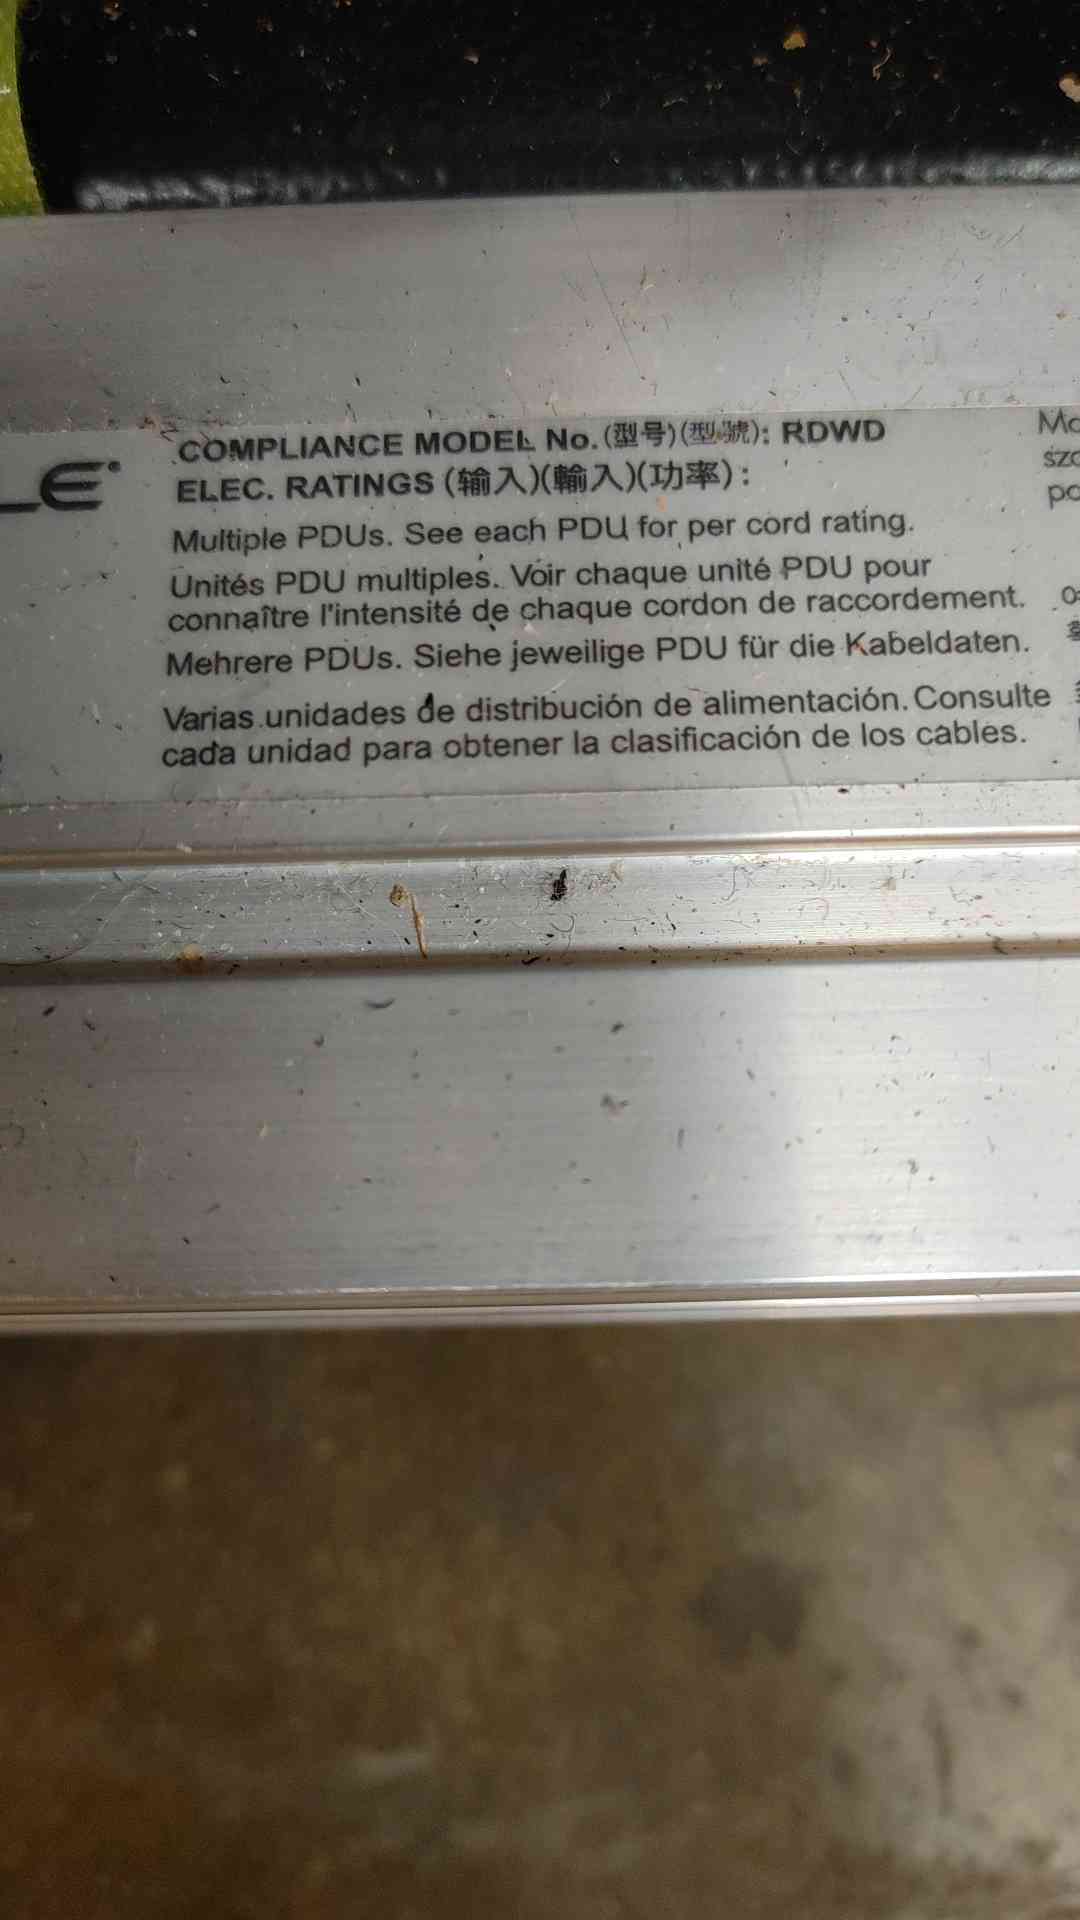 LE
COMPLIANCE MODEL No. (型号)(型號): RDWD
ELEC. RATINGS (输入)(輸入)(功率):
Multiple PDUs. See each PDU for per cord rating.
Unités PDU multiples. Voir chaque unité PDU pour
connaître l'intensité de chaque cordon de raccordement.
Mehrere PDUs. Siehe jeweilige PDU für die Kabeldaten.
Varias unidades de distribución de alimentación. Consulte
cada unidad para obtener la clasificación de los cables.